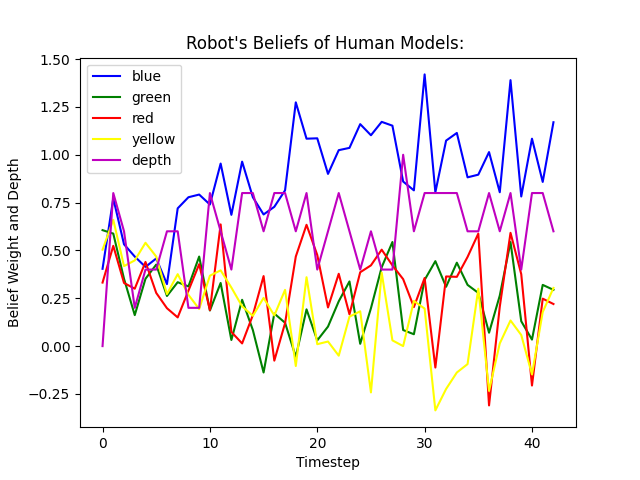 Robot's Beliefs of Human Models:
blue
green
red
yellow
depth
Belief Weight and Depth
1.50
1.25
1.00
0.75
0.50
0.25
0.00
−0.25
0
10
20
30
40
Timestep